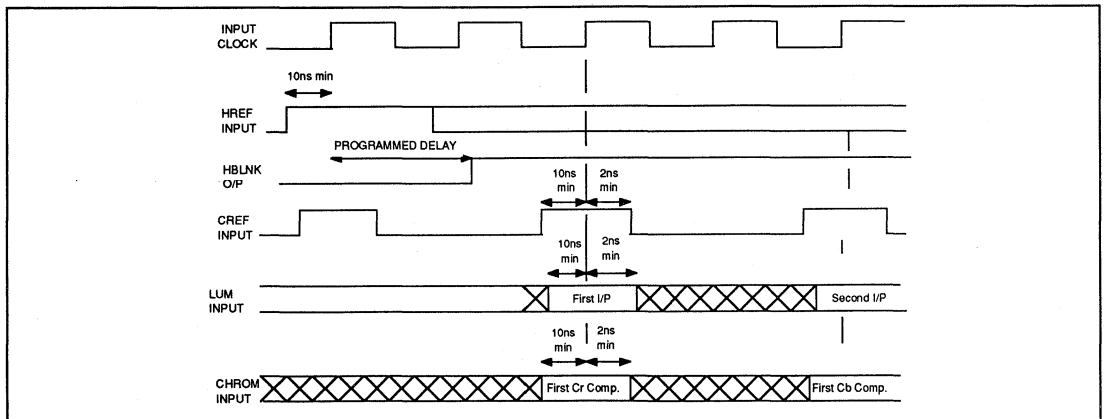 INPUT
CLOCK
10ns min
HREF
INPUT
PROGRAMMED DELAY
HBLNK
O/P
10ns
min
2ns
min
CREF
INPUT
10ns
min
2ns
min
LUM
INPUT
First I/P
Second I/P
10ns
min
2ns
min
CHROM
INPUT
First Cr Comp.
First Cb Comp.